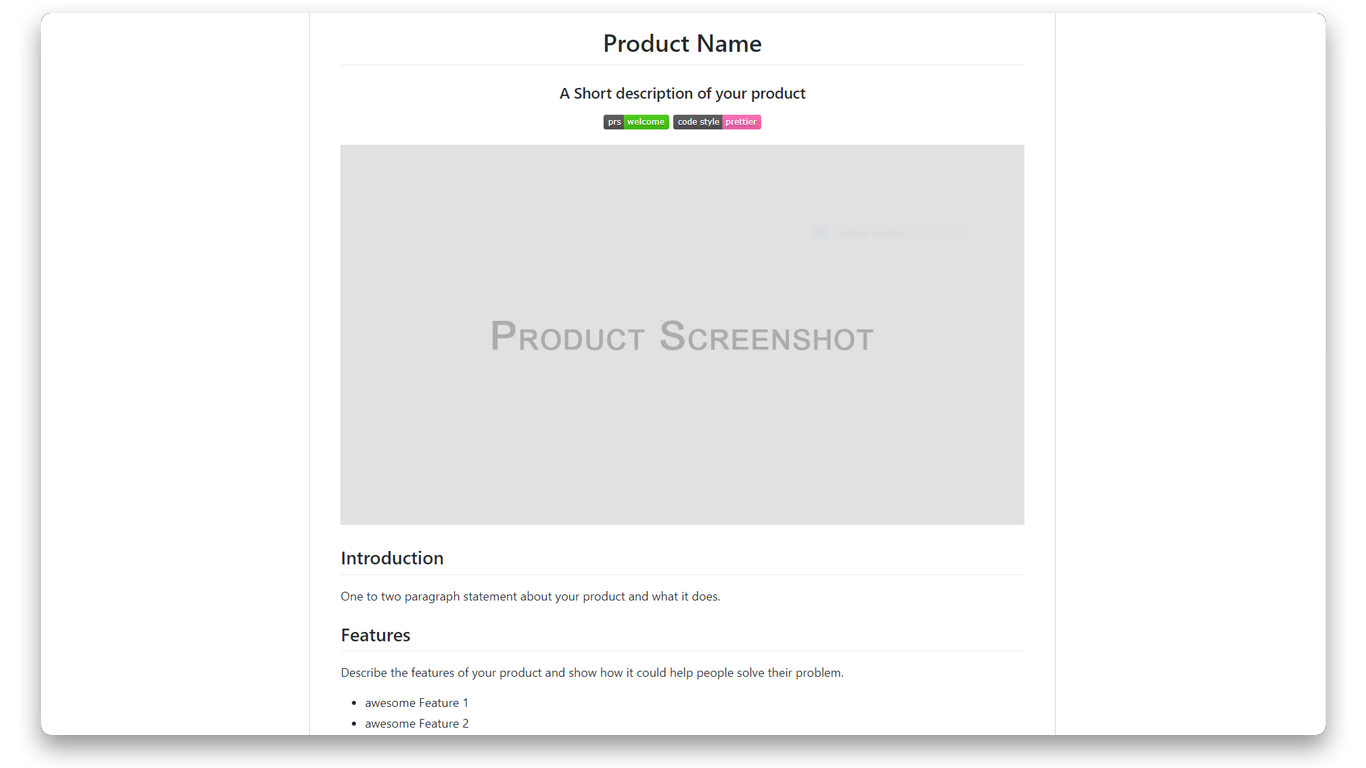 Product Name
A Short description of your product
prs welcome code style prettier
Product Screenshot
Introduction
One to two paragraph statement about your product and what it does.
Features
Describe the features of your product and show how it could help people solve their problem.
awesome Feature 1
awesome Feature 2